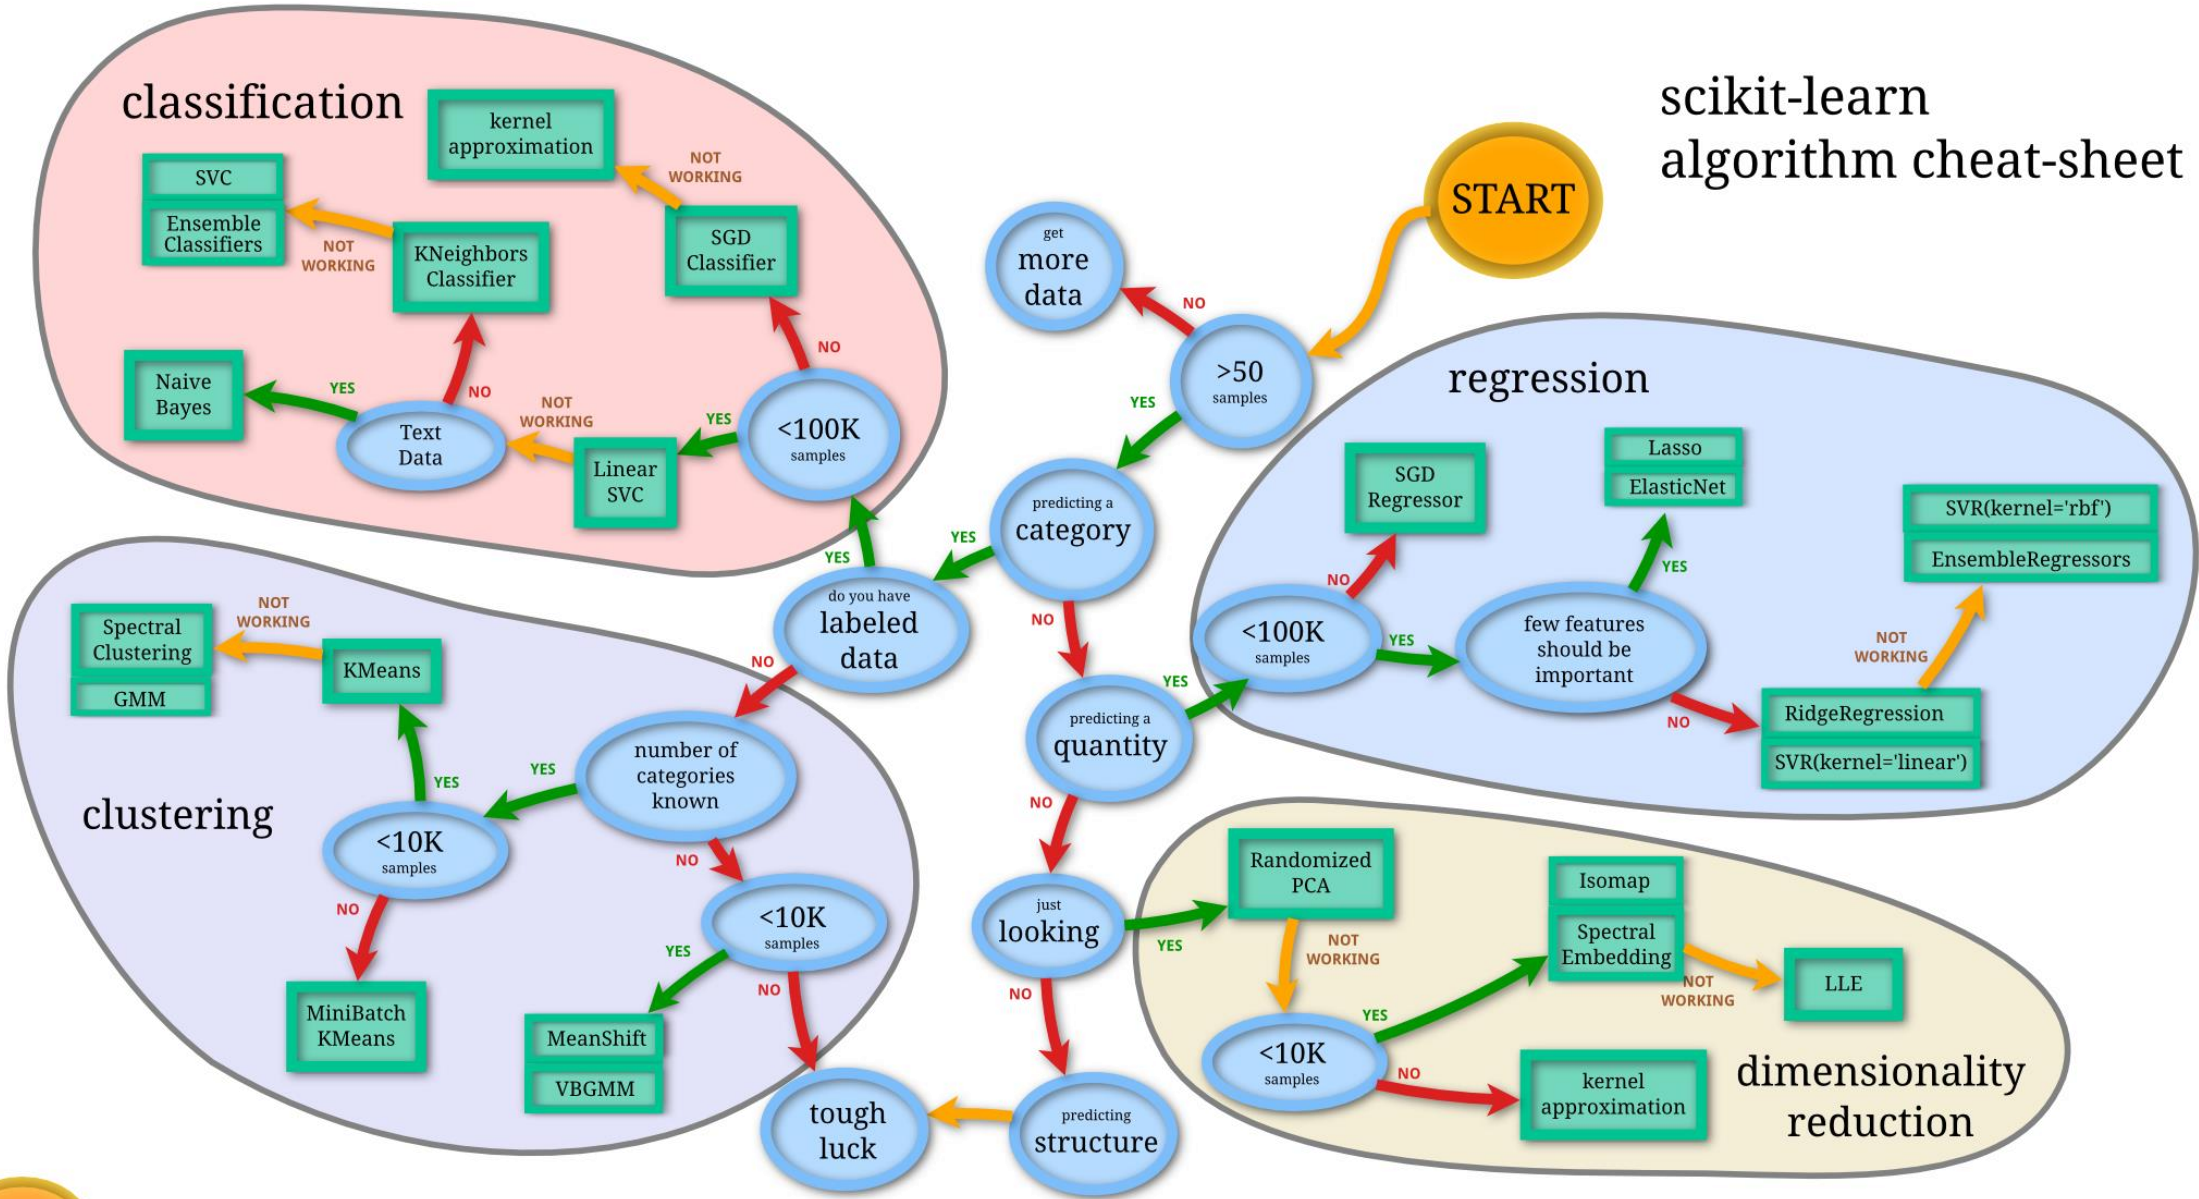 scikit-learn
algorithm cheat-sheet
START
get
more
data
NO
>50
samples
YES
predicting a
category
YES
NO
do you have
labeled
data
YES
NO
predicting a
quantity
YES
NO
just
looking
YES
NO
predicting
structure
tough
luck
classification
kernel
approximation
NOT
WORKING
SVC
Ensemble
Classifiers
NOT
WORKING
KNeighbors
Classifier
SGD
Classifier
NO
Naive
Bayes
YES
NO
Text
Data
NOT
WORKING
Linear
SVC
YES
<100K
samples
regression
SGD
Regressor
Lasso
ElasticNet
SVR(kernel='rbf')
EnsembleRegressors
NO
YES
<100K
samples
YES
few features
should be
important
NOT
WORKING
NO
RidgeRegression
SVR(kernel='linear')
clustering
Spectral
Clustering
GMM
NOT
WORKING
KMeans
YES
number of
categories
known
YES
NO
<10K
samples
NO
MiniBatch
KMeans
<10K
samples
YES
NO
MeanShift
VBGMM
dimensionality
reduction
Randomized
PCA
NOT
WORKING
Isomap
Spectral
Embedding
NOT
WORKING
LLE
YES
<10K
samples
NO
kernel
approximation